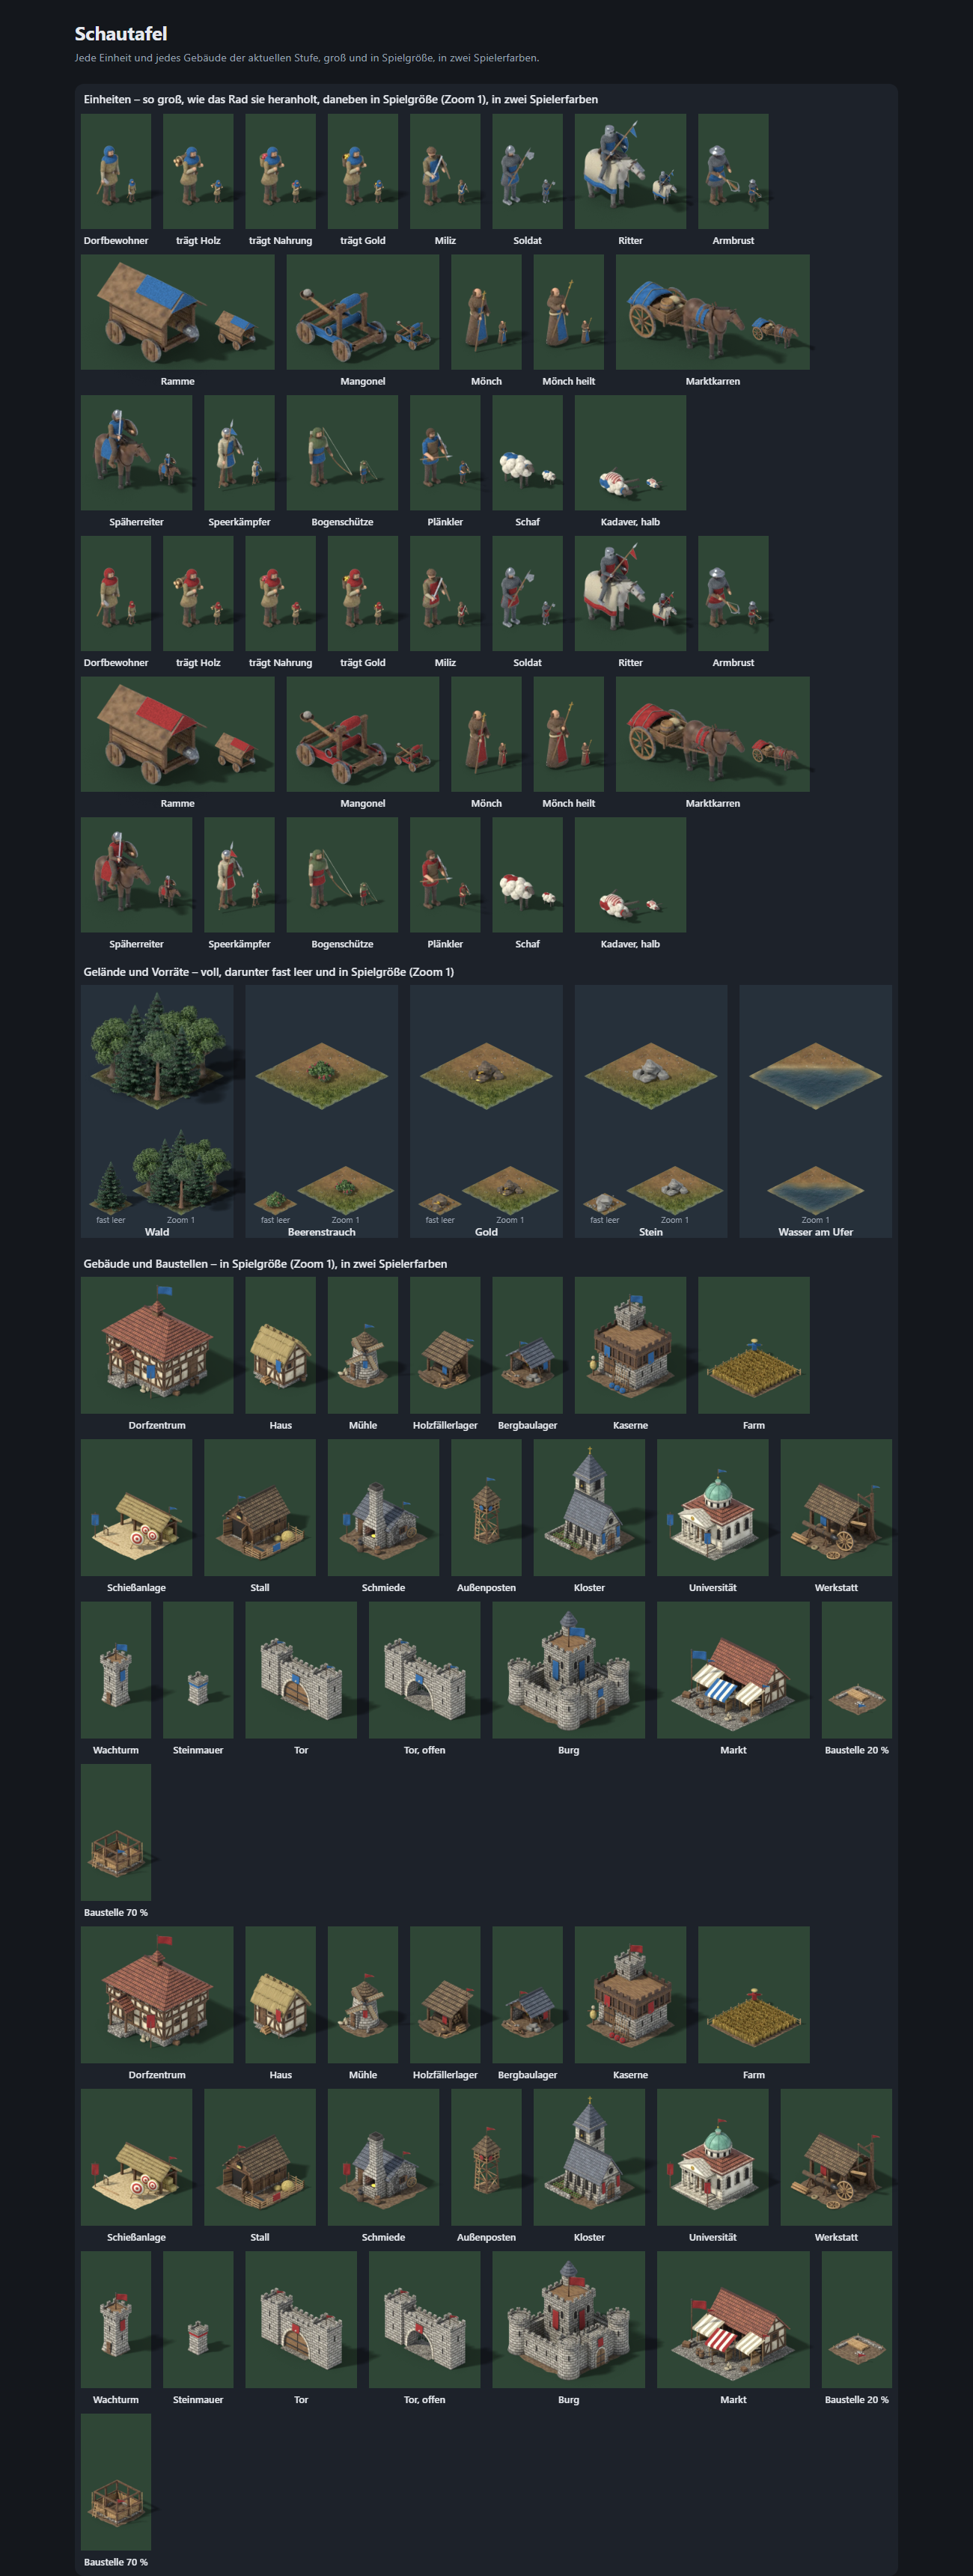 Schautafel
Jede Einheit und jedes Gebäude der aktuellen Stufe, groß und in Spielgröße, in zwei Spielerfarben.
Einheiten – so groß, wie das Rad sie heranholt, daneben in Spielgröße (Zoom 1), in zwei Spielerfarben
Dorfbewohner trägt Holz trägt Nahrung trägt Gold Miliz Soldat Ritter Armbrust
Ramme Mangonel Mönch Mönch heilt Marktkarren
Späherreiter Speerkämpfer Bogenschütze Plänkler Schaf Kadaver, halb
Dorfbewohner trägt Holz trägt Nahrung trägt Gold Miliz Soldat Ritter Armbrust
Ramme Mangonel Mönch Mönch heilt Marktkarren
Späherreiter Speerkämpfer Bogenschütze Plänkler Schaf Kadaver, halb
Gelände und Vorräte – voll, darunter fast leer und in Spielgröße (Zoom 1)
fast leer Zoom 1 fast leer Zoom 1 fast leer Zoom 1 fast leer Zoom 1 Zoom 1
Wald Beerenstrauch Gold Stein Wasser am Ufer
Gebäude und Baustellen – in Spielgröße (Zoom 1), in zwei Spielerfarben
Dorfzentrum Haus Mühle Holzfällerlager Bergbaulager Kaserne Farm
Schießanlage Stall Schmiede Außenposten Kloster Universität Werkstatt
Wachturm Steinmauer Tor Tor, offen Burg Markt Baustelle 20 %
Baustelle 70 %
Dorfzentrum Haus Mühle Holzfällerlager Bergbaulager Kaserne Farm
Schießanlage Stall Schmiede Außenposten Kloster Universität Werkstatt
Wachturm Steinmauer Tor Tor, offen Burg Markt Baustelle 20 %
Baustelle 70 %